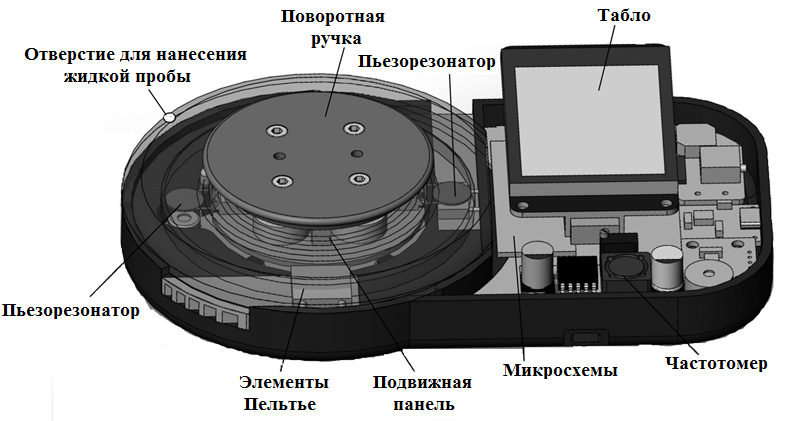 Поворотная
ручка
Табло
Отверстие для нанесения
жидкой пробы
Пьезорезонатор
Пьезорезонатор
Элементы
Пельтье
Подвижная
панель
Микросхемы
Частотомер